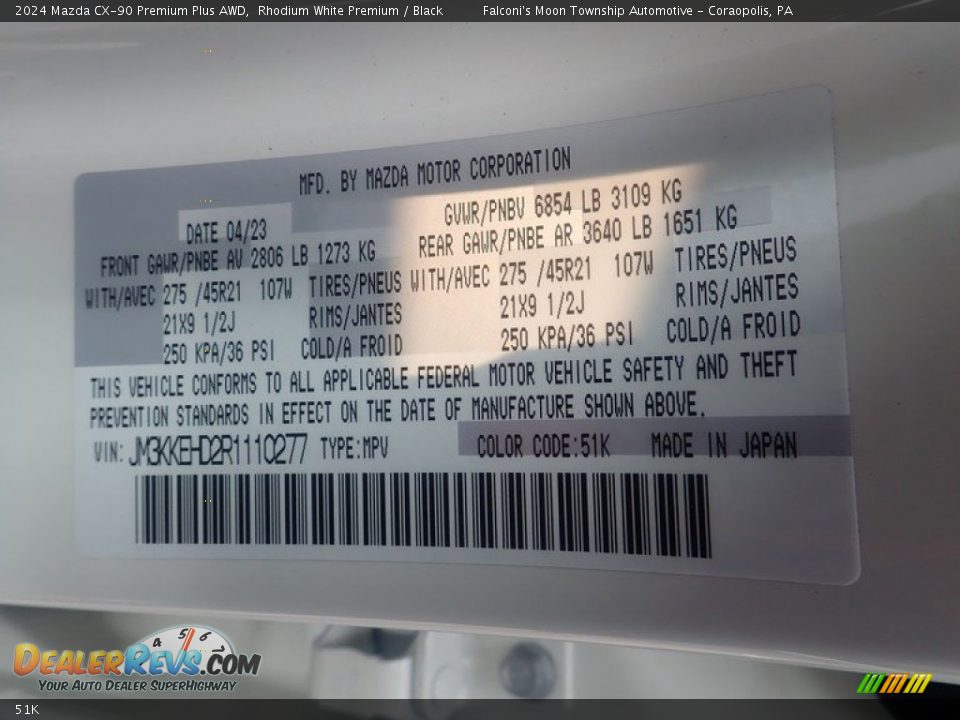 2024 Mazda CX-90 Premium Plus AWD, Rhodium White Premium / Black Falconi's Moon Township Automotive - Coraopolis, PA
MFD. BY MAZDA MOTOR CORPORATION
DATE 04/23 GVWR/PNBV 6854 LB 3109 KG
FRONT GAWR/PNBE AV 2806 LB 1273 KG REAR GAWR/PNBE AR 3640 LB 1651 KG
WITH/AVEC 275 /45R21 107W TIRES/PNEUS WITH/AVEC 275 /45R21 107W TIRES/PNEUS
21X9 1/2J RIMS/JANTES 21X9 1/2J RIMS/JANTES
250 KPA/36 PSI COLD/A FROID 250 KPA/36 PSI COLD/A FROID
THIS VEHICLE CONFORMS TO ALL APPLICABLE FEDERAL MOTOR VEHICLE SAFETY AND THEFT
PREVENTION STANDARDS IN EFFECT ON THE DATE OF MANUFACTURE SHOWN ABOVE.
VIN: JM3KKEHD2R1110277 TYPE:MPV COLOR CODE:51K MADE IN JAPAN
4 5 6
DEALERREVS.COM
YOUR AUTO DEALER SUPERHIGHWAY
51K